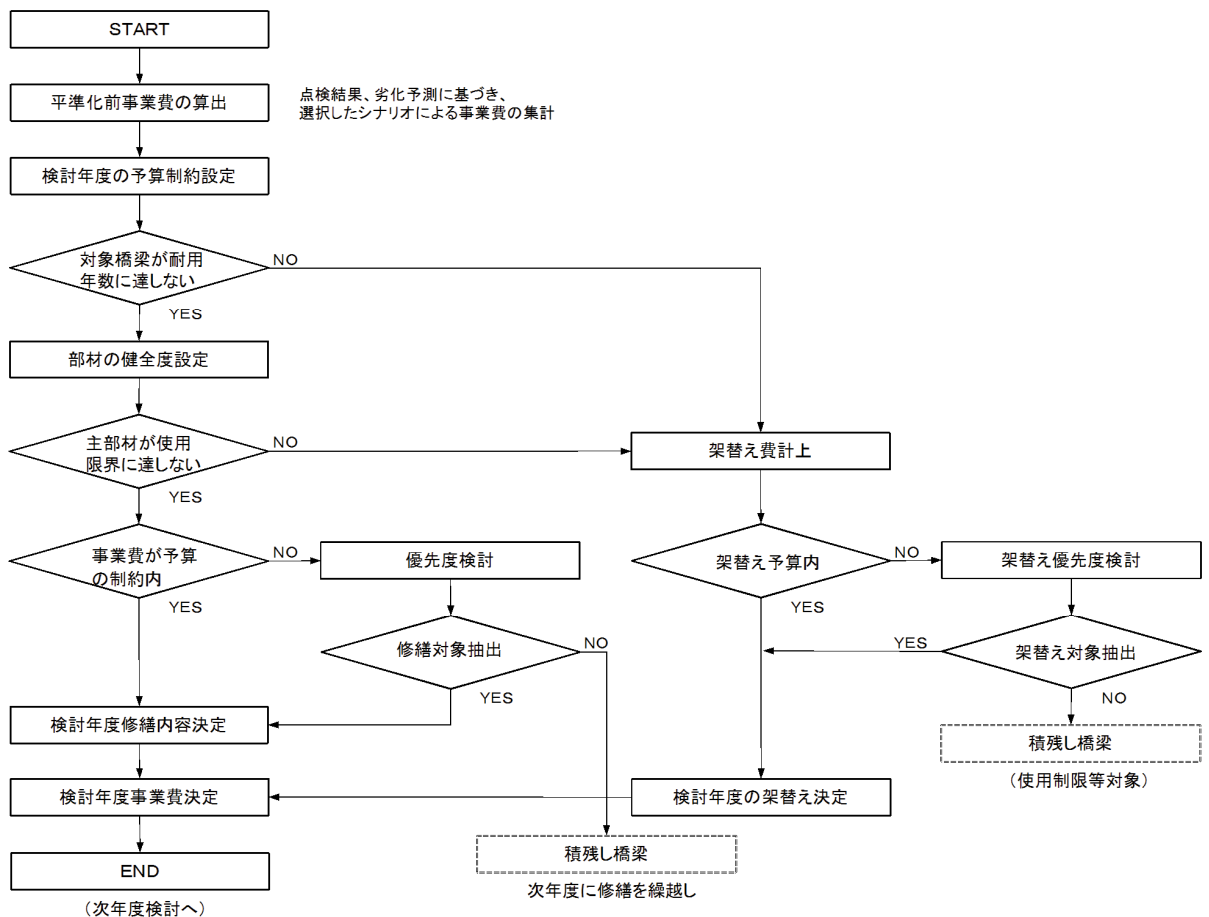 START
平準化前事業費の算出
点検結果、劣化予測に基づき、
選択したシナリオによる事業費の集計
検討年度の予算制約設定
対象橋梁が耐用
年数に達しない
NO
YES
部材の健全度設定
主部材が使用
限界に達しない
NO
YES
架替え費計上
事業費が予算
の制約内
NO
YES
優先度検討
架替え予算内
NO
YES
架替え優先度検討
修繕対象抽出
NO
YES
架替え対象抽出
YES
NO
検討年度修繕内容決定
積残し橋梁
（使用制限等対象）
検討年度事業費決定
検討年度の架替え決定
積残し橋梁
次年度に修繕を繰越し
END
（次年度検討へ）